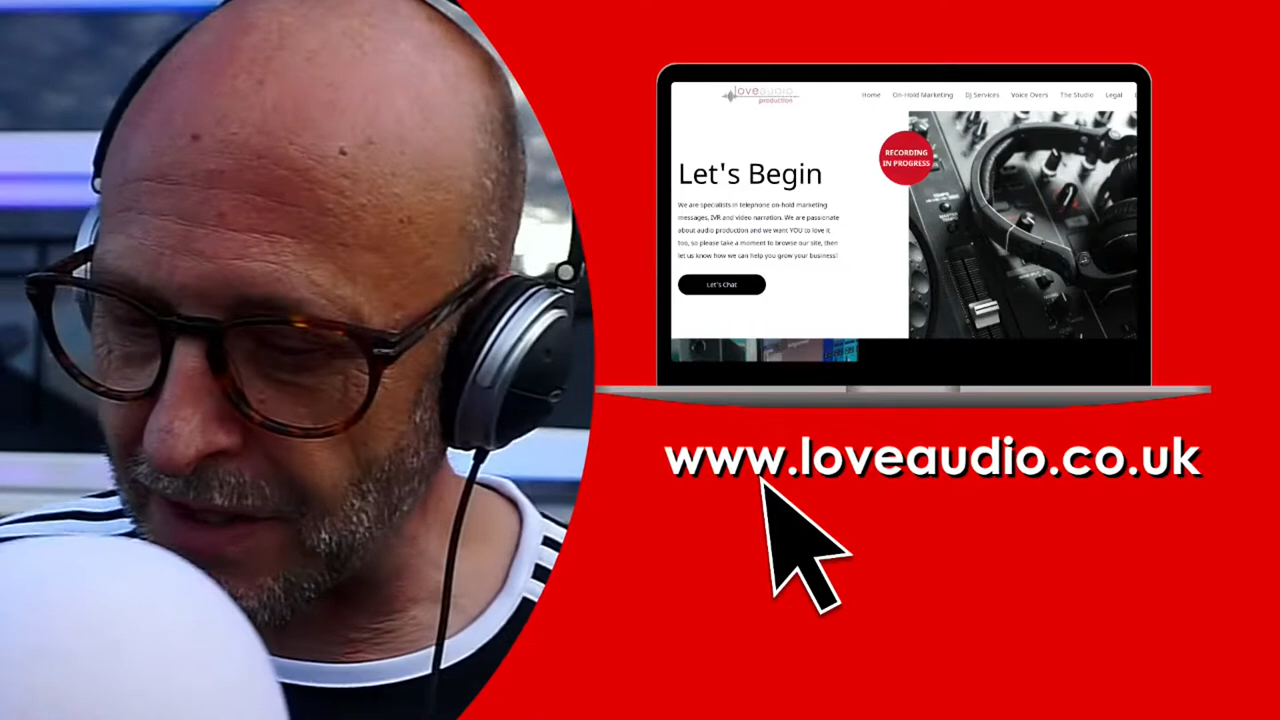 loveaudio
production
Home On-Hold Marketing DJ Services Voice Overs The Studio Legal
RECORDING
IN PROGRESS
Let's Begin
We are specialists in telephone on-hold marketing
messages, IVR and video narration. We are passionate
about audio production and we want YOU to love it
too, so please take a moment to browse our site, then
let us know how we can help you grow your business!
Let's Chat
www.loveaudio.co.uk